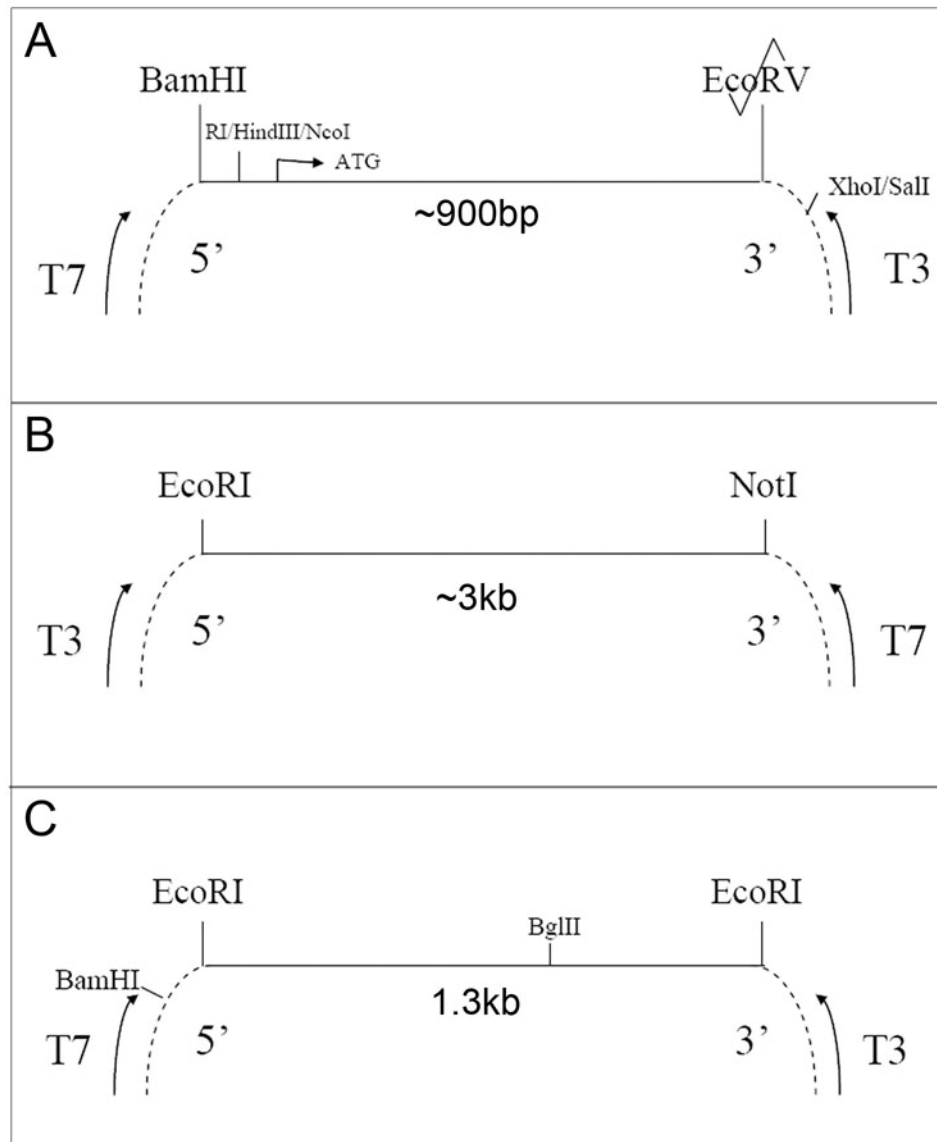 A
BamHI EcoRV
RI/HindIII/NcoI
ATG
XhoI/SalI
~900bp
5’ 3’
T7 T3
B
EcoRI NotI
~3kb
5’ 3’
T3 T7
C
EcoRI EcoRI
BglII
BamHI
1.3kb
5’ 3’
T7 T3